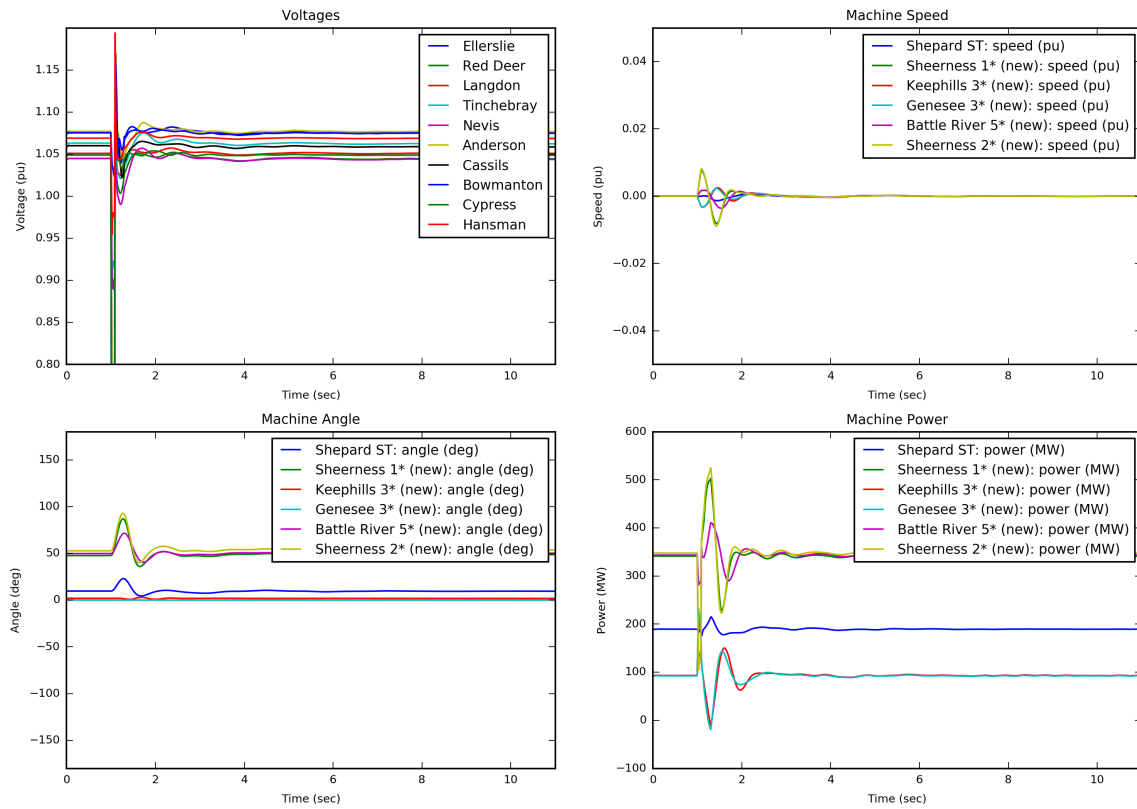 Voltages
Voltage (pu)
1.15
1.10
1.05
1.00
0.95
0.90
0.85
0.80
Ellerslie
Red Deer
Langdon
Tinchebray
Nevis
Anderson
Cassils
Bowmanton
Cypress
Hansman
0 2 4 6 8 10
Time (sec)
Machine Speed
Speed (pu)
0.04
0.02
0.00
−0.02
−0.04
Shepard ST: speed (pu)
Sheerness 1* (new): speed (pu)
Keephills 3* (new): speed (pu)
Genesee 3* (new): speed (pu)
Battle River 5* (new): speed (pu)
Sheerness 2* (new): speed (pu)
0 2 4 6 8 10
Time (sec)
Machine Angle
Angle (deg)
150
100
50
0
−50
−100
−150
Shepard ST: angle (deg)
Sheerness 1* (new): angle (deg)
Keephills 3* (new): angle (deg)
Genesee 3* (new): angle (deg)
Battle River 5* (new): angle (deg)
Sheerness 2* (new): angle (deg)
0 2 4 6 8 10
Time (sec)
Machine Power
Power (MW)
600
500
400
300
200
100
0
−100
Shepard ST: power (MW)
Sheerness 1* (new): power (MW)
Keephills 3* (new): power (MW)
Genesee 3* (new): power (MW)
Battle River 5* (new): power (MW)
Sheerness 2* (new): power (MW)
0 2 4 6 8 10
Time (sec)